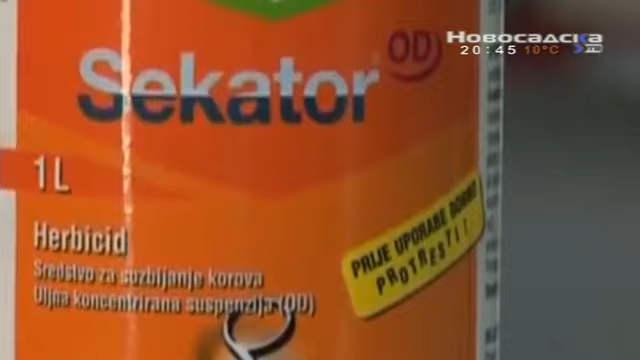 Новосадска
20:45 10°C
Sekator OD
1L
Herbicid
Sredstvo za suzbijanje korova
Uljna koncentrirana suspenzija (OD)
PRIJE UPORABE DOBRO
PROTRESTI!